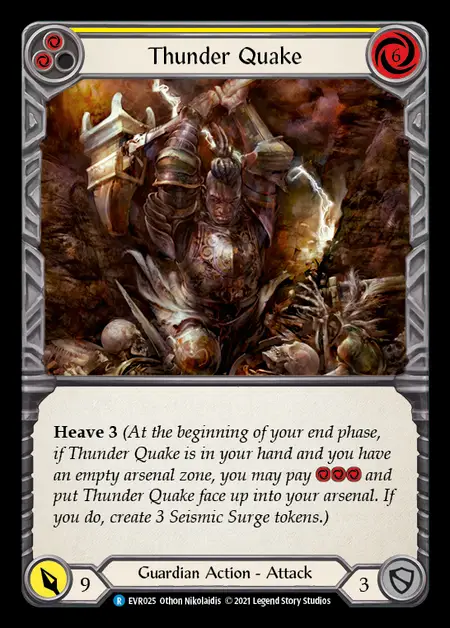 Thunder Quake
6
Heave 3 (At the beginning of your end phase,
if Thunder Quake is in your hand and you have
an empty arsenal zone, you may pay and
put Thunder Quake face up into your arsenal. If
you do, create 3 Seismic Surge tokens.)
9
Guardian Action - Attack
3
R EVR025 Othon Nikolaidis © 2021 Legend Story Studios